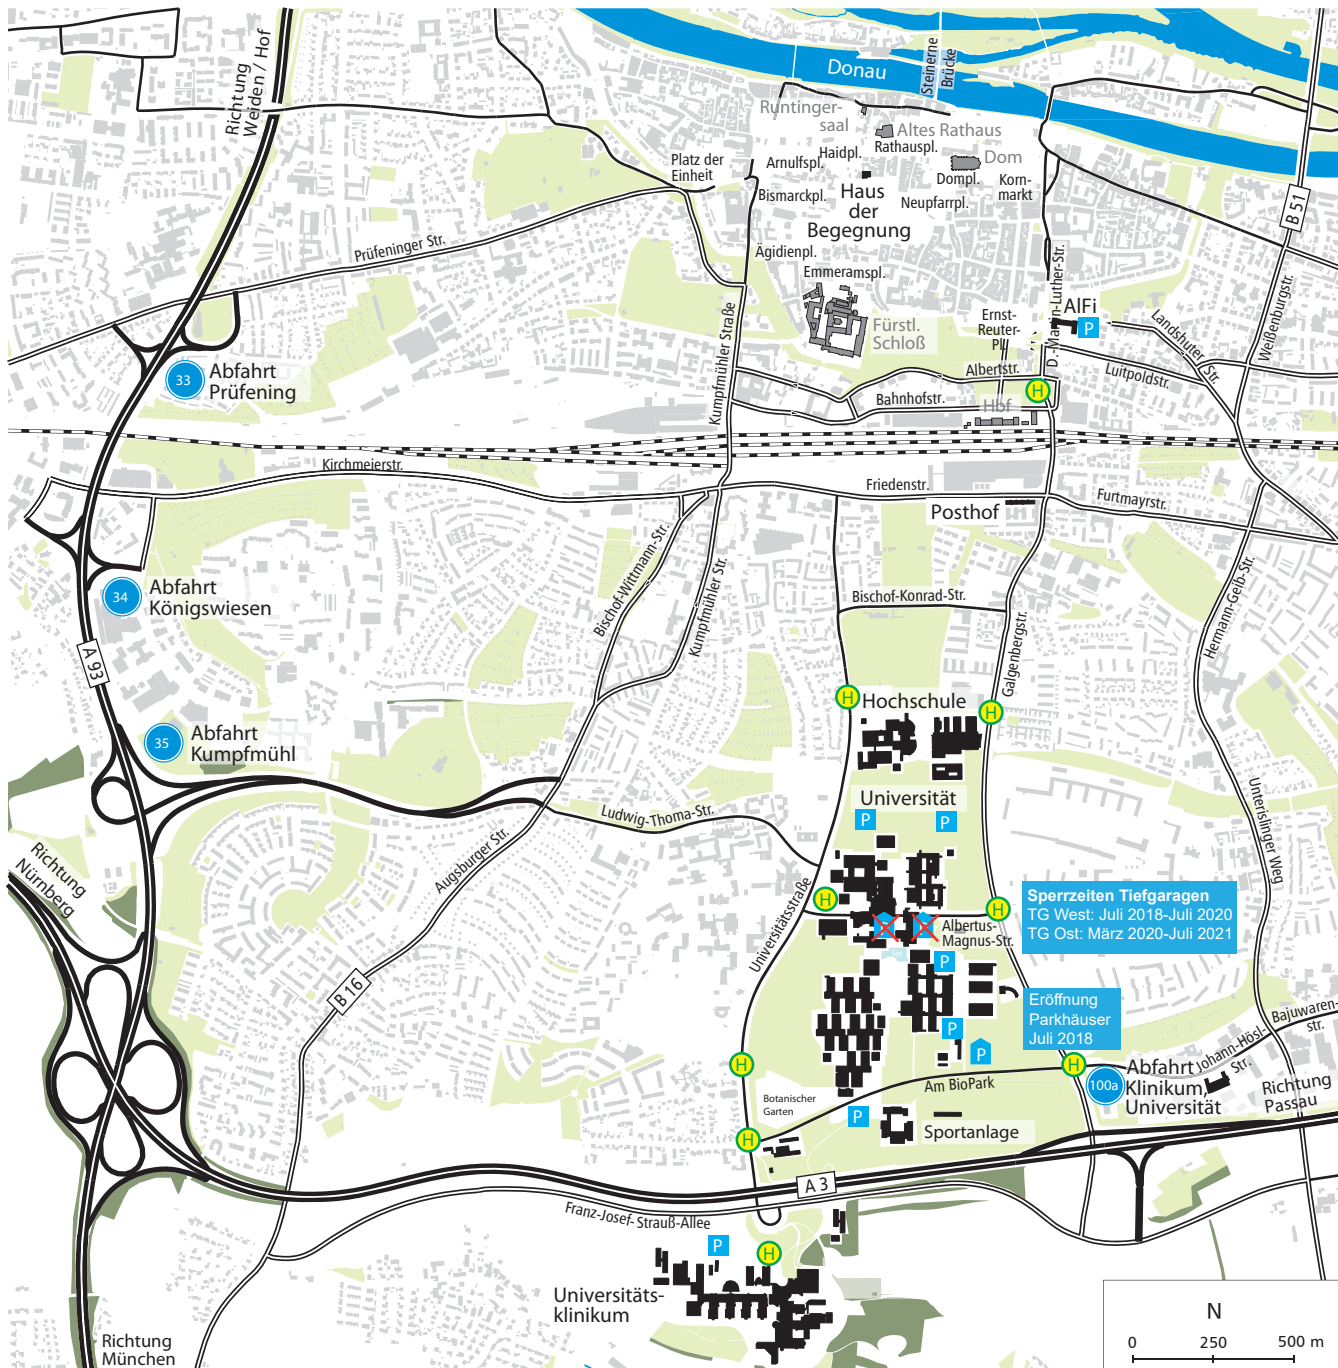 Richtung
Weiden / Hof
Donau
Steinerne
Brücke
Runtinger-
saal
Altes Rathaus
Rathauspl.
Haidpl.
Arnulfspl.
Dom
Dompl.
Korn-
markt
Platz der
Einheit
Bismarckpl.
Haus
der
Begegnung
Neupfarrpl.
B 51
Prüfeninger Str.
Ägidienpl.
Emmeramspl.
Fürstl.
Schloß
Ernst-
Reuter-
Pl.
D.-Martin-Luther-Str.
AlFi
P
Landshuter Str.
Weißenburgstr.
Luitpoldstr.
Kumpfmühler Straße
Albertstr.
Bahnhofstr.
H
Hbf
33
Abfahrt
Prüfening
Kirchmeierstr.
Friedenstr.
Posthof
Furtmayrstr.
34
Abfahrt
Königswiesen
Bischof-Wittmann-Str.
Kumpfmühler Str.
Bischof-Konrad-Str.
Galgenbergstr.
Hermann-Geib-Str.
A 93
H
Hochschule
H
35
Abfahrt
Kumpfmühl
Universität
P
P
Ludwig-Thoma-Str.
Augsburger Str.
Unterislinger Weg
Richtung
Nürnberg
Universitätsstraße
H
H
Albertus-
Magnus-Str.
Sperrzeiten Tiefgaragen
TG West: Juli 2018-Juli 2020
TG Ost: März 2020-Juli 2021
P
B 16
Eröffnung
Parkhäuser
Juli 2018
P
P
Bajuwaren-
str.
Johann-Hösl-
Str.
H
H
100a
Abfahrt
Klinikum,
Universität
Richtung
Passau
Am BioPark
Botanischer
Garten
P
H
Sportanlage
A 3
Franz-Josef- Strauß-Allee
P
H
Universitäts-
klinikum
Richtung
München
N
0 250 500 m